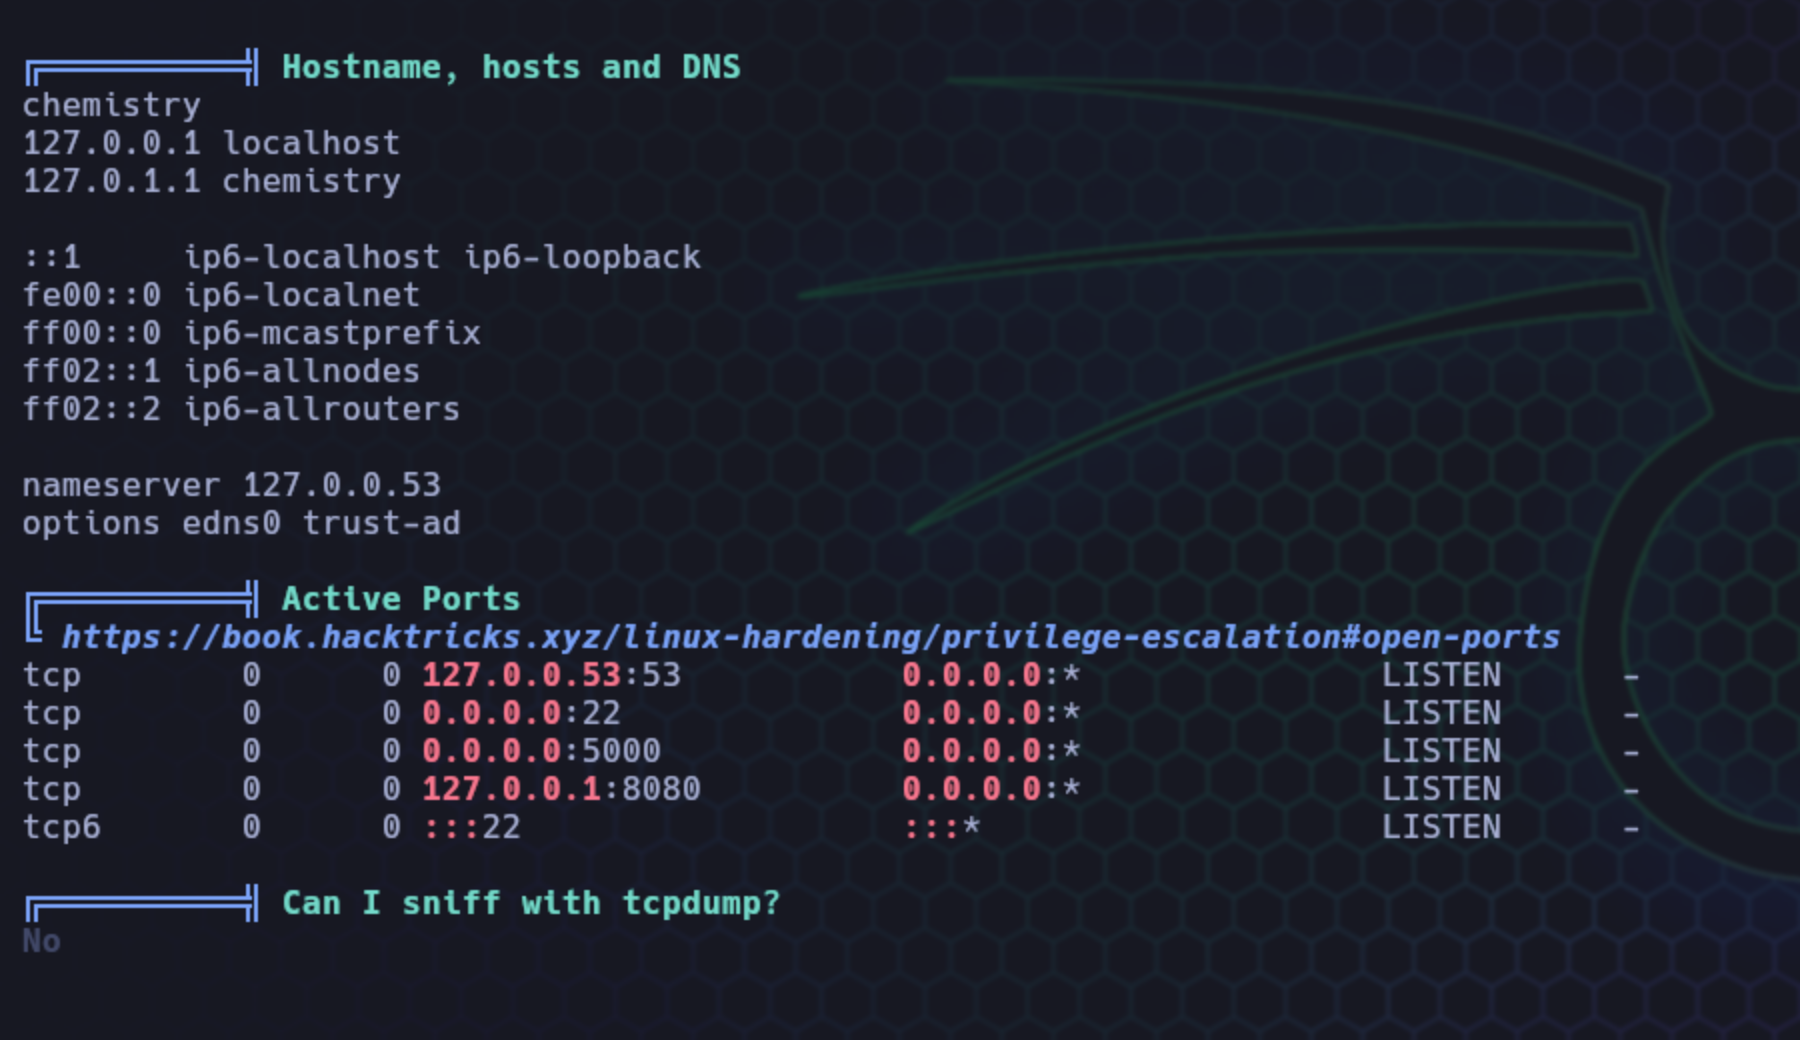 Hostname, hosts and DNS
chemistry
127.0.0.1 localhost
127.0.1.1 chemistry
::1     ip6-localhost ip6-loopback
fe00::0 ip6-localnet
ff00::0 ip6-mcastprefix
ff02::1 ip6-allnodes
ff02::2 ip6-allrouters
nameserver 127.0.0.53
options edns0 trust-ad
Active Ports
https://book.hacktricks.xyz/linux-hardening/privilege-escalation#open-ports
tcp        0      0 127.0.0.53:53           0.0.0.0:*               LISTEN      -
tcp        0      0 0.0.0.0:22              0.0.0.0:*               LISTEN      -
tcp        0      0 0.0.0.0:5000            0.0.0.0:*               LISTEN      -
tcp        0      0 127.0.0.1:8080          0.0.0.0:*               LISTEN      -
tcp6       0      0 :::22                   :::*                    LISTEN      -
Can I sniff with tcpdump?
No